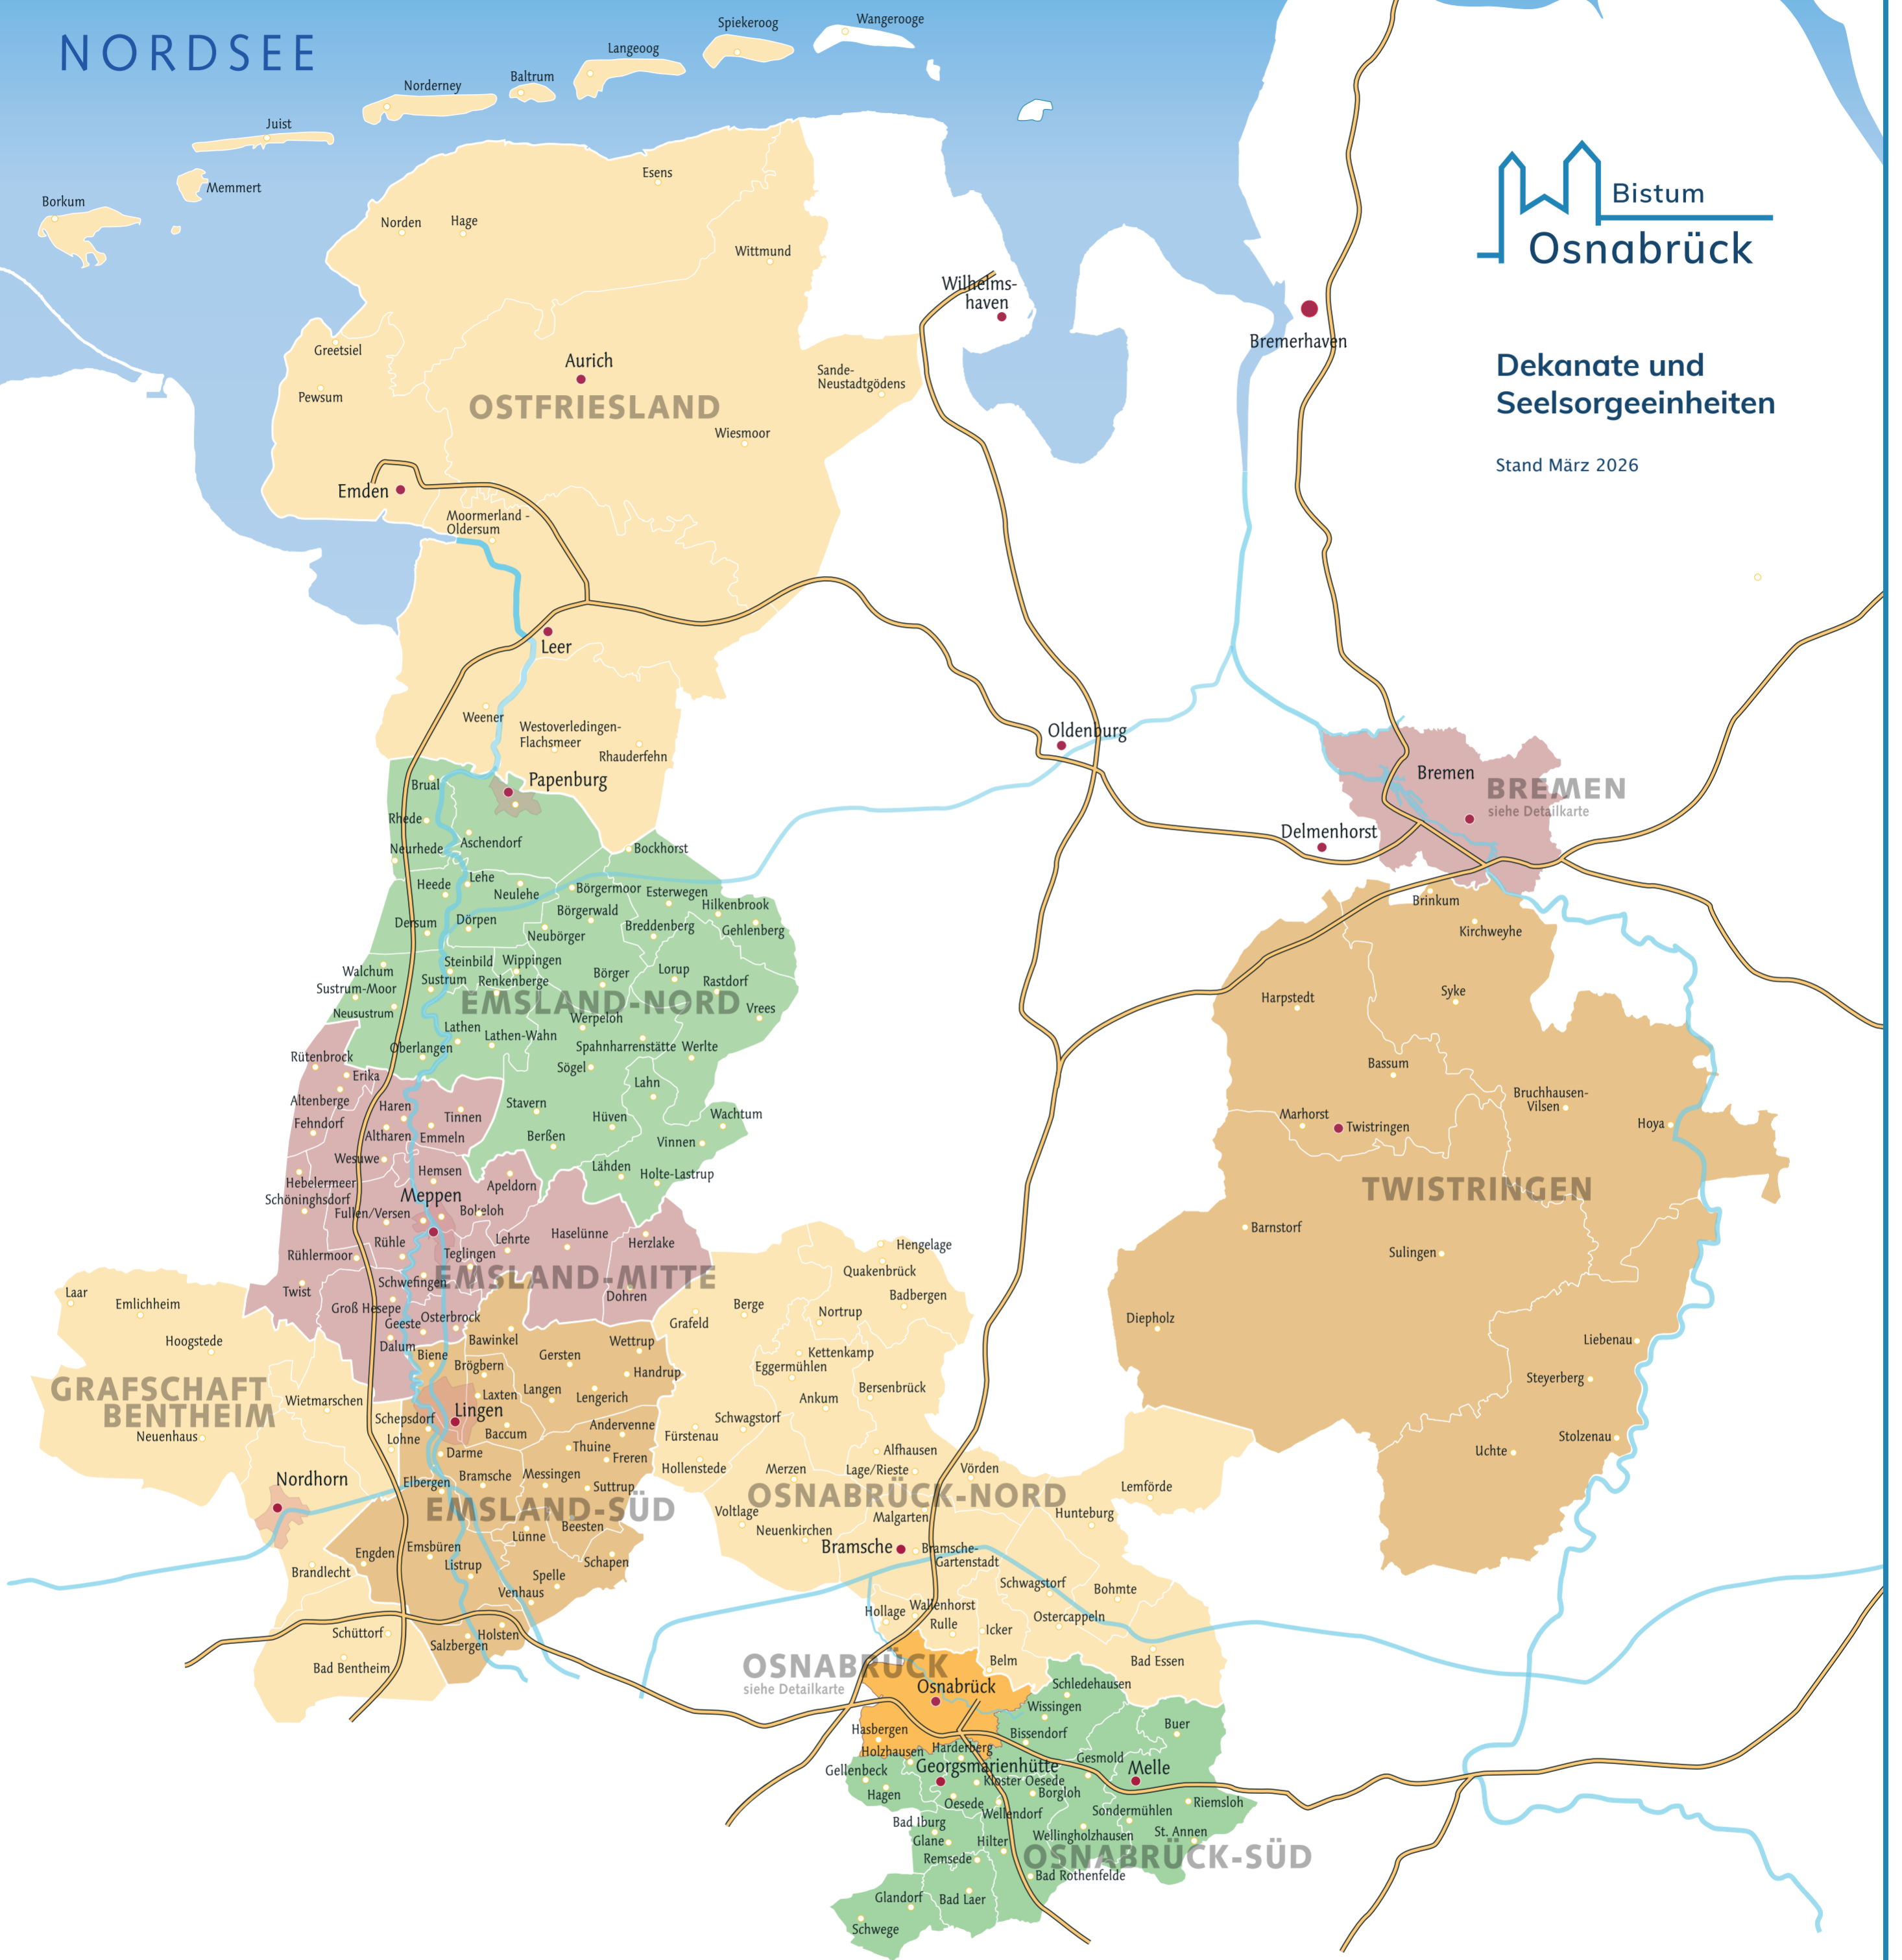 NORDSEE
Spiekeroog
Wangerooge
Langeoog
Baltrum
Norderney
Juist
Memmert
Borkum
Esens
Norden
Hage
Wittmund
Bistum
Osnabrück
Wilhelms-
haven
Bremerhaven
Dekanate und
Seelsorgeeinheiten
Stand März 2026
Greetsiel
Pewsum
Aurich
OSTFRIESLAND
Sande-
Neustadtgödens
Wiesmoor
Emden
Moormerland -
Oldersum
Leer
Weener
Westoverledingen-
Flachsmeer
Rhauderfehn
Oldenburg
Bremen
BREMEN
siehe Detailkarte
Delmenhorst
Brual
Papenburg
Rhede
Aschendorf
Neurhede
Bockhorst
Heede
Lehe
Neulehe
Börgermoor
Esterwegen
Hilkenbrook
Dersum
Dörpen
Börgerwald
Neubörger
Breddenberg
Gehlenberg
Walchum
Steinbild
Wippingen
Sustrum-Moor
Sustrum
Renkenberge
Börger
Lorup
Rastdorf
EMSLAND-NORD
Neusustrum
Werpeloh
Vrees
Lathen
Lathen-Wahn
Oberlangen
Spahnharrenstätte
Werlte
Sögel
Lahn
Rütenbrock
Erika
Altenberge
Haren
Tinnen
Stavern
Hüven
Wachtum
Fehndorf
Altharen
Emmeln
Berßen
Vinnen
Wesuwe
Hemsen
Lähden
Holte-Lastrup
Hebelermeer
Apeldorn
Schöninghsdorf
Meppen
Fullen/Versen
Bokeloh
Rühle
Lehrte
Haselünne
Herzlake
Rühlermoor
Teglingen
Schwefingen
EMSLAND-MITTE
Twist
Dohren
Groß Hesepe
Geeste
Osterbrock
Dalum
Laar
Emlichheim
Hoogstede
GRAFSCHAFT
BENTHEIM
Wietmarschen
Neuenhaus
Nordhorn
Brandlecht
Schüttorf
Bad Bentheim
Biene
Bawinkel
Wettrup
Brögbern
Gersten
Handrup
Laxten
Langen
Lengerich
Lingen
Schepsdorf
Lohne
Baccum
Andervenne
Darme
Thuine
Freren
Elbergen
Bramsche
Messingen
Suttrup
EMSLAND-SÜD
Lünne
Beesten
Engden
Emsbüren
Listrup
Schapen
Spelle
Venhaus
Salzbergen
Holsten
Hengelage
Quakenbrück
Badbergen
Berge
Nortrup
Grafeld
Kettenkamp
Eggermühlen
Bersenbrück
Ankum
Schwagstorf
Fürstenau
Alfhausen
Hollenstede
Merzen
Lage/Rieste
Vörden
OSNABRÜCK-NORD
Lemförde
Voltlage
Malgarten
Hunteburg
Neuenkirchen
Bramsche
Bramsche-
Gartenstadt
Schwagstorf
Bohmte
Hollage
Wallenhorst
Ostercappeln
Rulle
Icker
Belm
Bad Essen
OSNABRÜCK
siehe Detailkarte
Osnabrück
Schledehausen
Wissingen
Hasbergen
Bissendorf
Buer
Holzhausen
Harderberg
Gesmold
Gellenbeck
Georgsmarienhütte
Melle
Kloster Oesede
Hagen
Oesede
Borgloh
Riemsloh
Wellendorf
Sondermühlen
Bad Iburg
Glane
Hilter
Wellingholzhausen
St. Annen
Remsede
OSNABRÜCK-SÜD
Bad Rothenfelde
Glandorf
Bad Laer
Schwege
Brinkum
Kirchweyhe
Harpstedt
Syke
Bassum
Bruchhausen-
Vilsen
Marhorst
Twistringen
Hoya
TWISTRINGEN
Barnstorf
Sulingen
Diepholz
Liebenau
Steyerberg
Stolzenau
Uchte